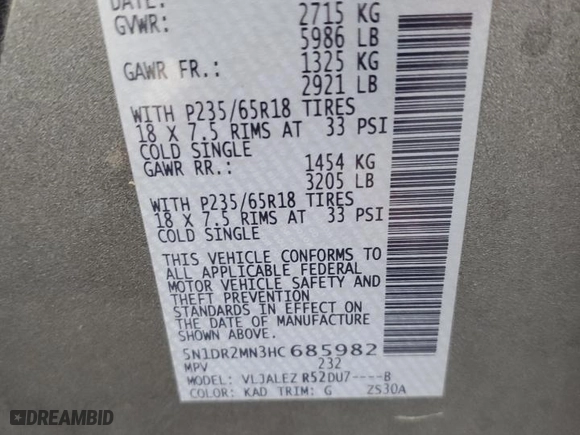 DATE:
GVWR: 2715 KG
5986 LB
GAWR FR.: 1325 KG
2921 LB
WITH P235/65R18 TIRES
18 X 7.5 RIMS AT 33 PSI
COLD SINGLE
GAWR RR.: 1454 KG
3205 LB
WITH P235/65R18 TIRES
18 X 7.5 RIMS AT 33 PSI
COLD SINGLE
THIS VEHICLE CONFORMS TO
ALL APPLICABLE FEDERAL
MOTOR VEHICLE SAFETY AND
THEFT PREVENTION
STANDARDS IN EFFECT ON
THE DATE OF MANUFACTURE
SHOWN ABOVE.
5N1DR2MN3HC685982
MPV 232
MODEL: VLJALEZ R52DU7----B
COLOR: KAD TRIM: G ZS30A
DREAMBID